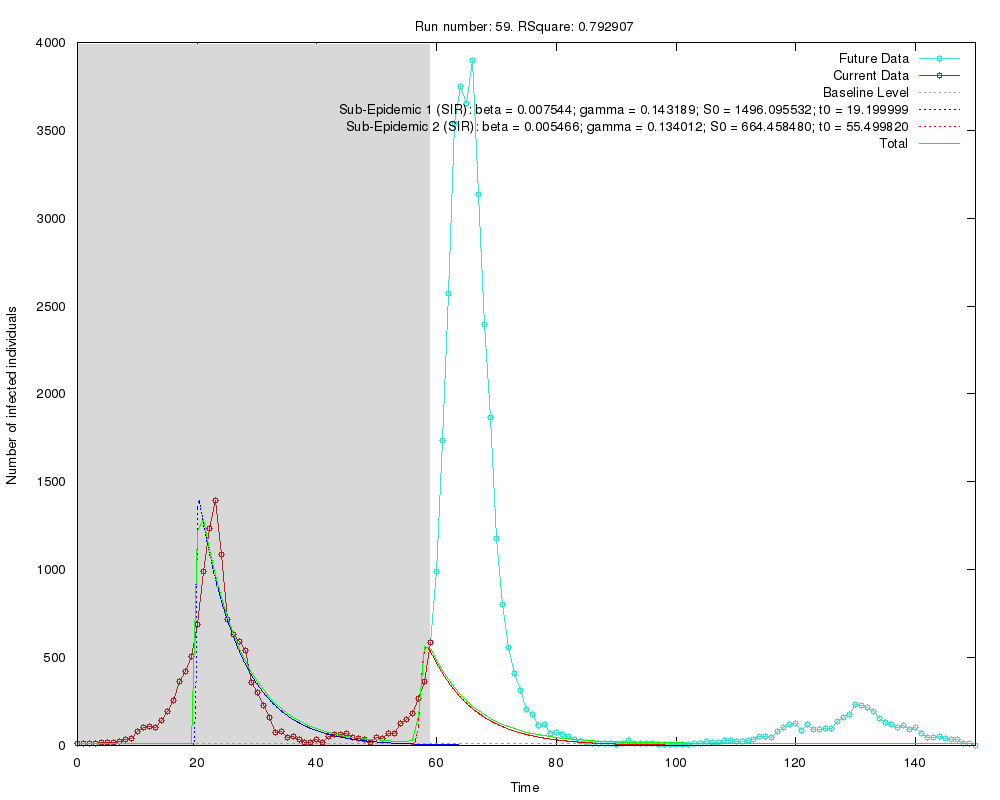 Run number: 59. RSquare: 0.792907
Future Data
Current Data
Baseline Level
Sub-Epidemic 1 (SIR): beta = 0.007544; gamma = 0.143189; S0 = 1496.095532; t0 = 19.199999
Sub-Epidemic 2 (SIR): beta = 0.005466; gamma = 0.134012; S0 = 664.458480; t0 = 55.499820
Total
Number of infected individuals
4000
3500
3000
2500
2000
1500
1000
500
0
0 20 40 60 80 100 120 140
Time